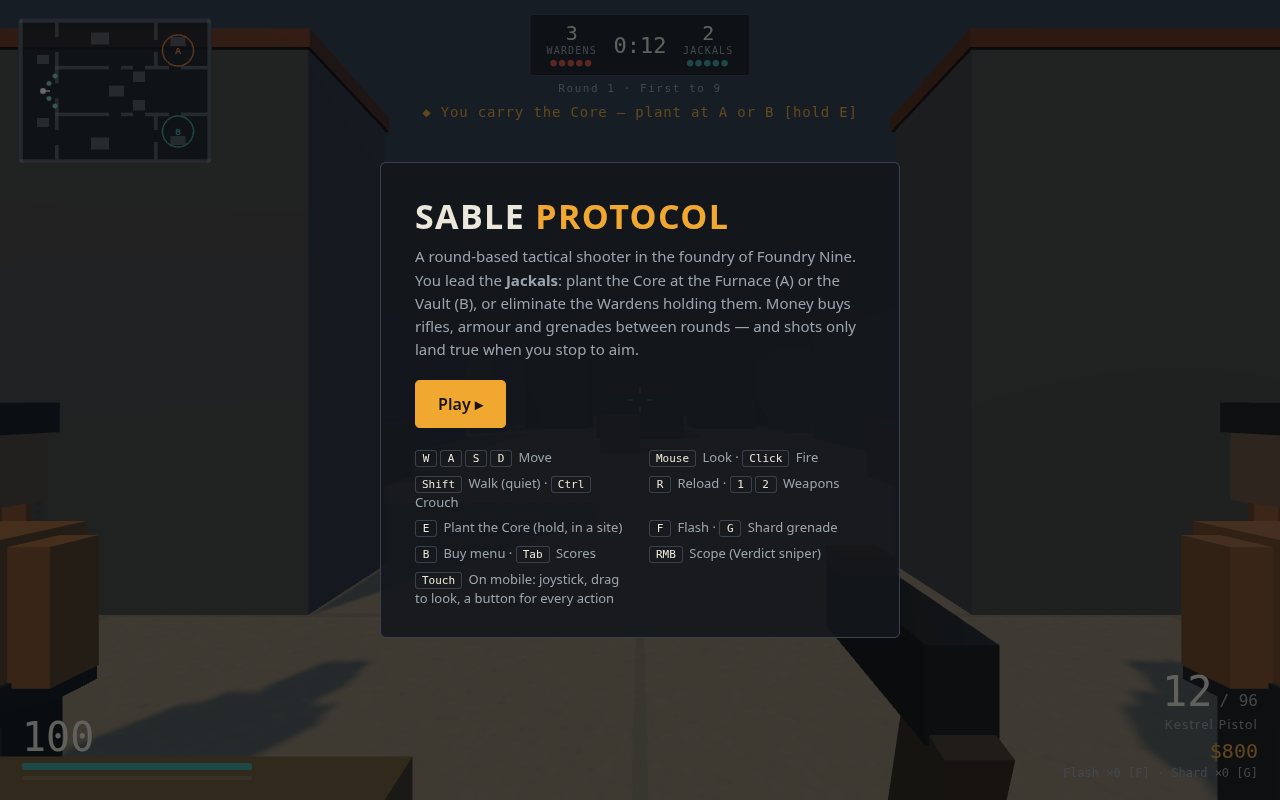 A
B
3 0:12 2
WARDENS JACKALS
Round 1 · First to 9
◆ You carry the Core — plant at A or B [hold E]
SABLE PROTOCOL
A round-based tactical shooter in the foundry of Foundry Nine.
You lead the Jackals: plant the Core at the Furnace (A) or the
Vault (B), or eliminate the Wardens holding them. Money buys
rifles, armour and grenades between rounds — and shots only
land true when you stop to aim.
Play ▸
W A S D Move
Mouse Look · Click Fire
Shift Walk (quiet) · Ctrl
Crouch
R Reload · 1 2 Weapons
E Plant the Core (hold, in a site)
F Flash · G Shard grenade
B Buy menu · Tab Scores
RMB Scope (Verdict sniper)
Touch On mobile: joystick, drag
to look, a button for every action
100
12 / 96
Kestrel Pistol
$800
Flash ×0 [F] · Shard ×0 [G]